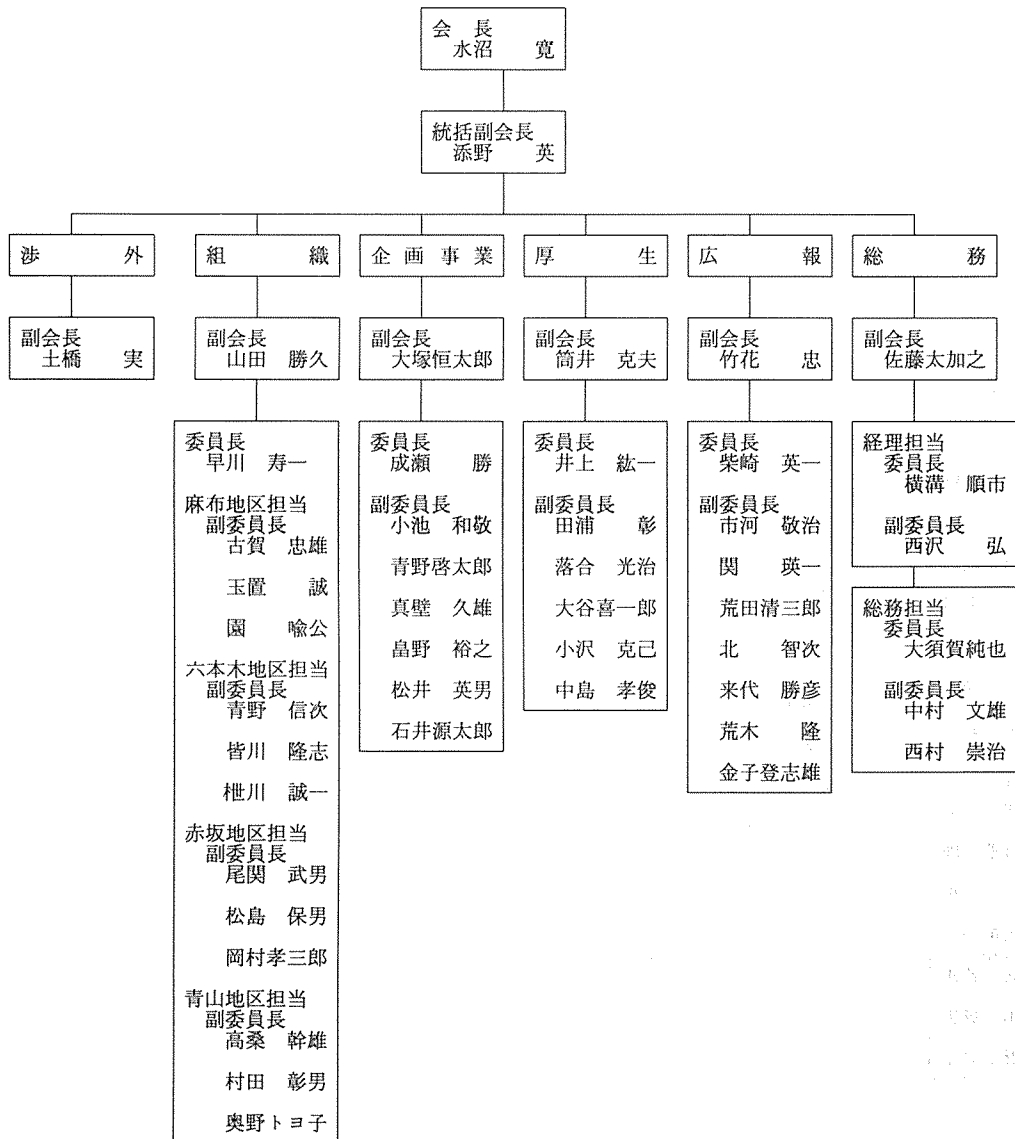 会　長
水沼　　寛
統括副会長
添野　　英
渉　　　外
組　　　織
企 画 事 業
厚　　　生
広　　　報
総　　　務
副会長
土橋　　実
副会長
山田　勝久
副会長
大塚恒太郎
副会長
筒井　克夫
副会長
竹花　　忠
副会長
佐藤太加之
委員長
早川　寿一
麻布地区担当
副委員長
古賀　忠雄
玉置　　誠
園　　喩公
六本木地区担当
副委員長
青野　信次
皆川　隆志
枻川　誠一
赤坂地区担当
副委員長
尾関　武男
松島　保男
岡村孝三郎
青山地区担当
副委員長
高桑　幹雄
村田　彰男
奥野トヨ子
委員長
成瀬　　勝
副委員長
小池　和敬
青野啓太郎
真壁　久雄
畠野　裕之
松井　英男
石井源太郎
委員長
井上　紘一
副委員長
田浦　　彰
落合　光治
大谷喜一郎
小沢　克己
中島　孝俊
委員長
柴崎　英一
副委員長
市河　敬治
関　　瑛一
荒田清三郎
北　　智次
来代　勝彦
荒木　　隆
金子登志雄
経理担当
委員長
横溝　順市
副委員長
西沢　　弘
総務担当
委員長
大須賀純也
副委員長
中村　文雄
西村　崇治